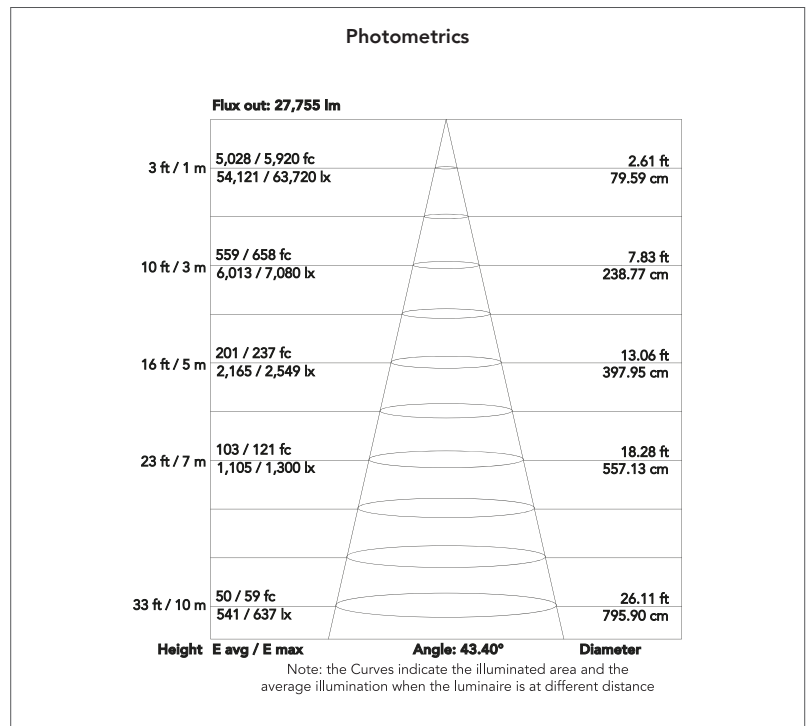 Photometrics
Flux out: 27,755 lm
3 ft / 1 m
5,028 / 5,920 fc
54,121 / 63,720 lx
2.61 ft
79.59 cm
10 ft / 3 m
559 / 658 fc
6,013 / 7,080 lx
7.83 ft
238.77 cm
16 ft / 5 m
201 / 237 fc
2,165 / 2,549 lx
13.06 ft
397.95 cm
23 ft / 7 m
103 / 121 fc
1,105 / 1,300 lx
18.28 ft
557.13 cm
33 ft / 10 m
50 / 59 fc
541 / 637 lx
26.11 ft
795.90 cm
Height E avg / E max Angle: 43.40° Diameter
Note: the Curves indicate the illuminated area and the
average illumination when the luminaire is at different distance